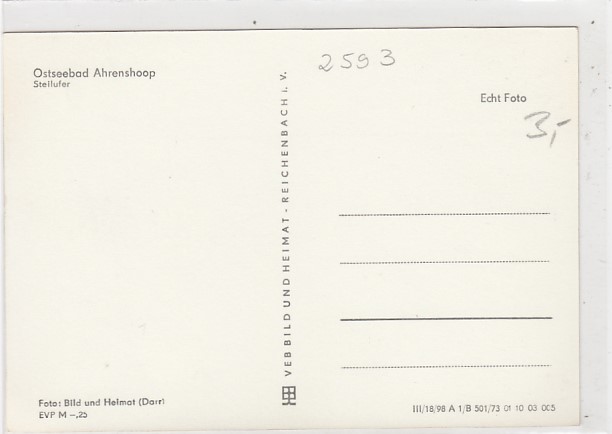 Ostseebad Ahrenshoop
Steilufer
2593
Echt Foto
3,-
VEB BILD UND HEIMAT - REICHENBACH i. V.
Foto: Bild und Heimat (Darr)
EVP M -,25
III/18/98 A 1/B 501/73 01 10 03 005